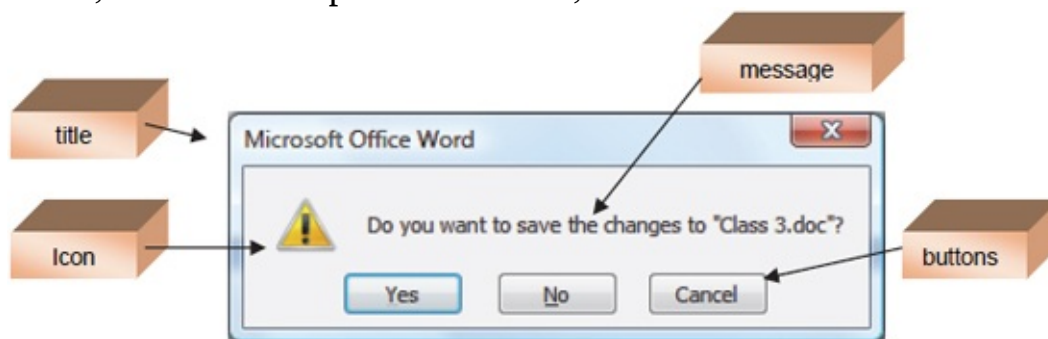 message
title
Microsoft Office Word
Do you want to save the changes to "Class 3.doc"?
Icon
buttons
Yes
No
Cancel